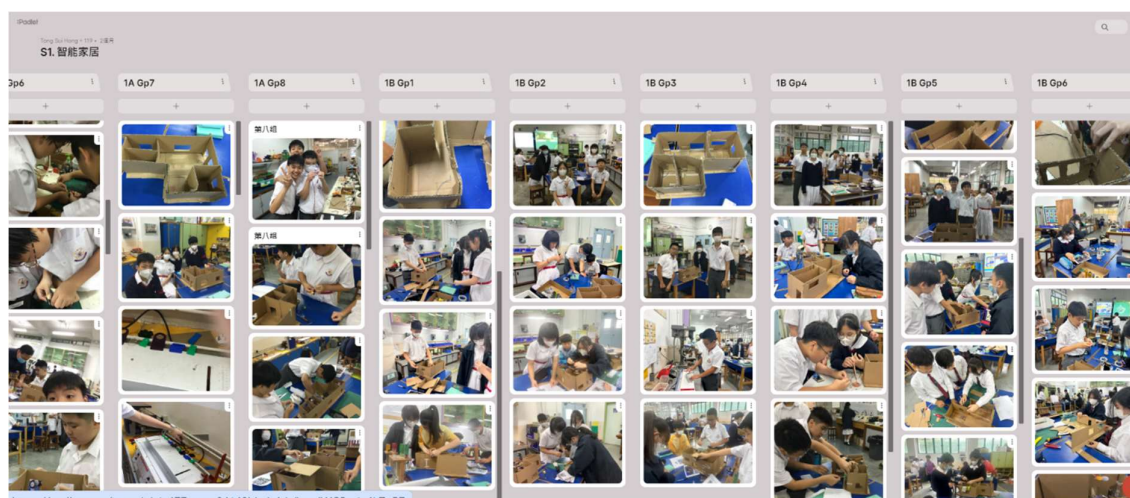 :Padlet
S1. 智能家居
Gp6
1A Gp7
1A Gp8
1B Gp1
1B Gp2
1B Gp3
1B Gp4
1B Gp5
1B Gp6
第八組
第八組